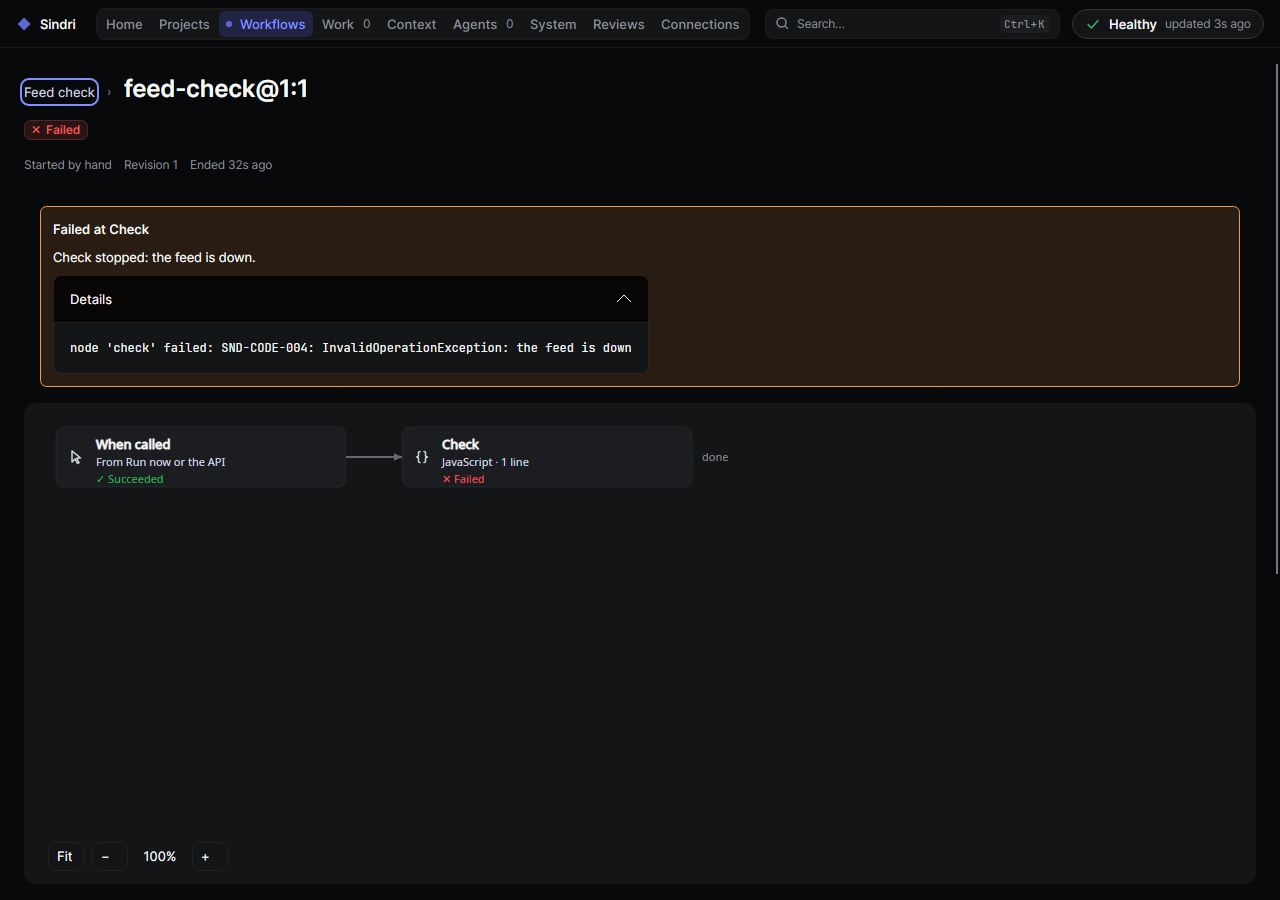 Sindri
Home Projects Workflows Work 0 Context Agents 0 System Reviews Connections
Search... Ctrl+K
Healthy updated 3s ago
Feed check › feed-check@1:1
✕ Failed
Started by hand Revision 1 Ended 32s ago
Failed at Check
Check stopped: the feed is down.
Details
node 'check' failed: SND-CODE-004: InvalidOperationException: the feed is down
When called
From Run now or the API
✓ Succeeded
{} Check
JavaScript · 1 line
✕ Failed
done
Fit − 100% +